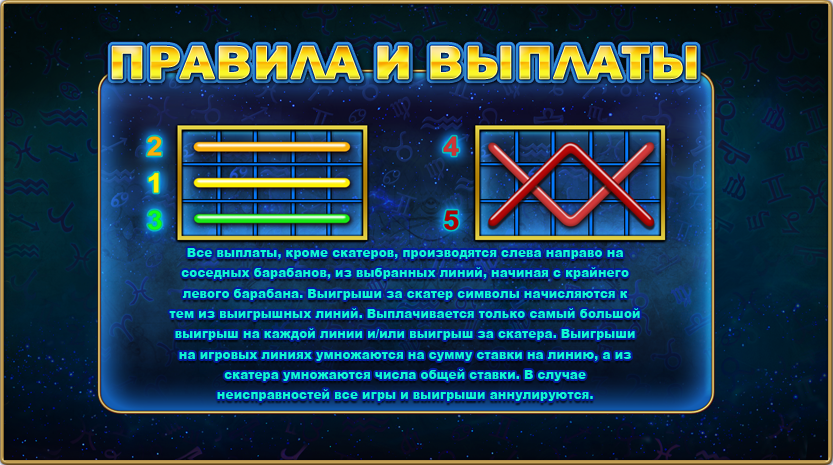 ПРАВИЛА И ВЫПЛАТЫ
2
1
3
4
5
Все выплаты, кроме скатеров, производятся слева направо на
соседных барабанов, из выбранных линий, начиная с крайнего
левого барабана. Выигрыши за скатер символы начисляются к
тем из выигрышных линий. Выплачивается только самый большой
выигрыш на каждой линии и/или выигрыш за скатера. Выигрыши
на игровых линиях умножаются на сумму ставки на линию, а из
скатера умножаются числа общей ставки. В случае
неисправностей все игры и выигрыши аннулируются.